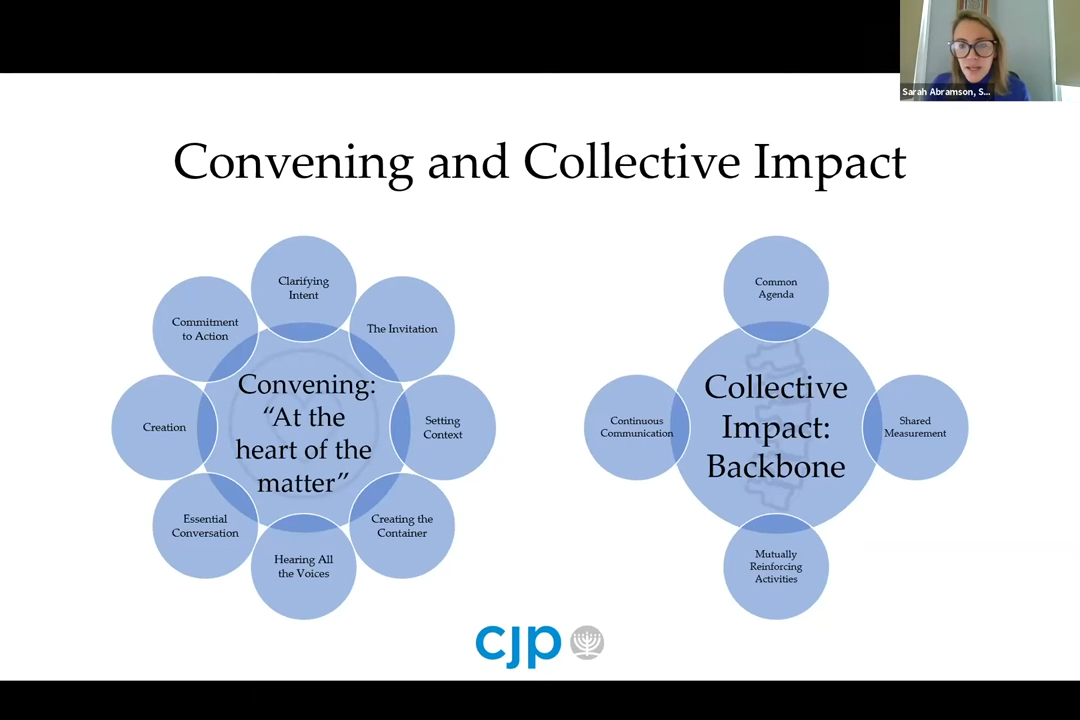 Sarah Abramson, S...
Convening and Collective Impact
Clarifying
Intent
The Invitation
Setting
Context
Creating the
Container
Hearing All
the Voices
Essential
Conversation
Creation
Commitment
to Action
Convening:
“At the
heart of the
matter”
Common
Agenda
Shared
Measurement
Mutually
Reinforcing
Activities
Continuous
Communication
Collective
Impact:
Backbone
cjp